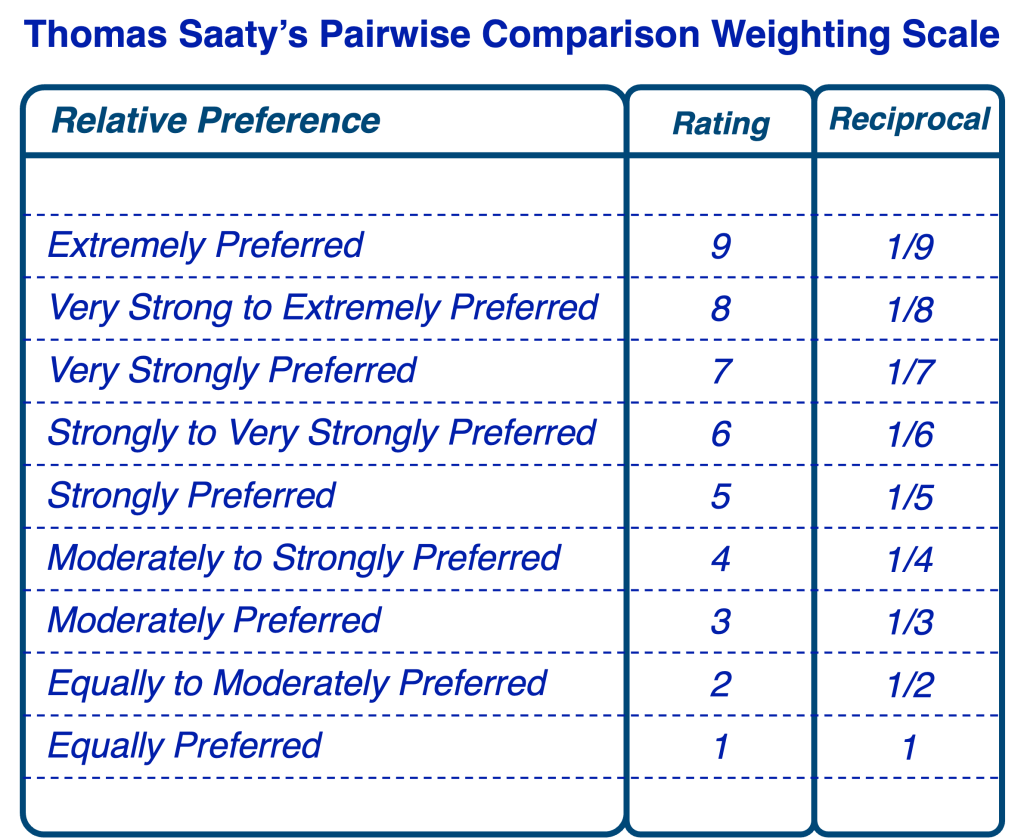 Thomas Saaty’s Pairwise Comparison Weighting Scale
Relative Preference Rating Reciprocal
Extremely Preferred 9 1/9
Very Strong to Extremely Preferred 8 1/8
Very Strongly Preferred 7 1/7
Strongly to Very Strongly Preferred 6 1/6
Strongly Preferred 5 1/5
Moderately to Strongly Preferred 4 1/4
Moderately Preferred 3 1/3
Equally to Moderately Preferred 2 1/2
Equally Preferred 1 1